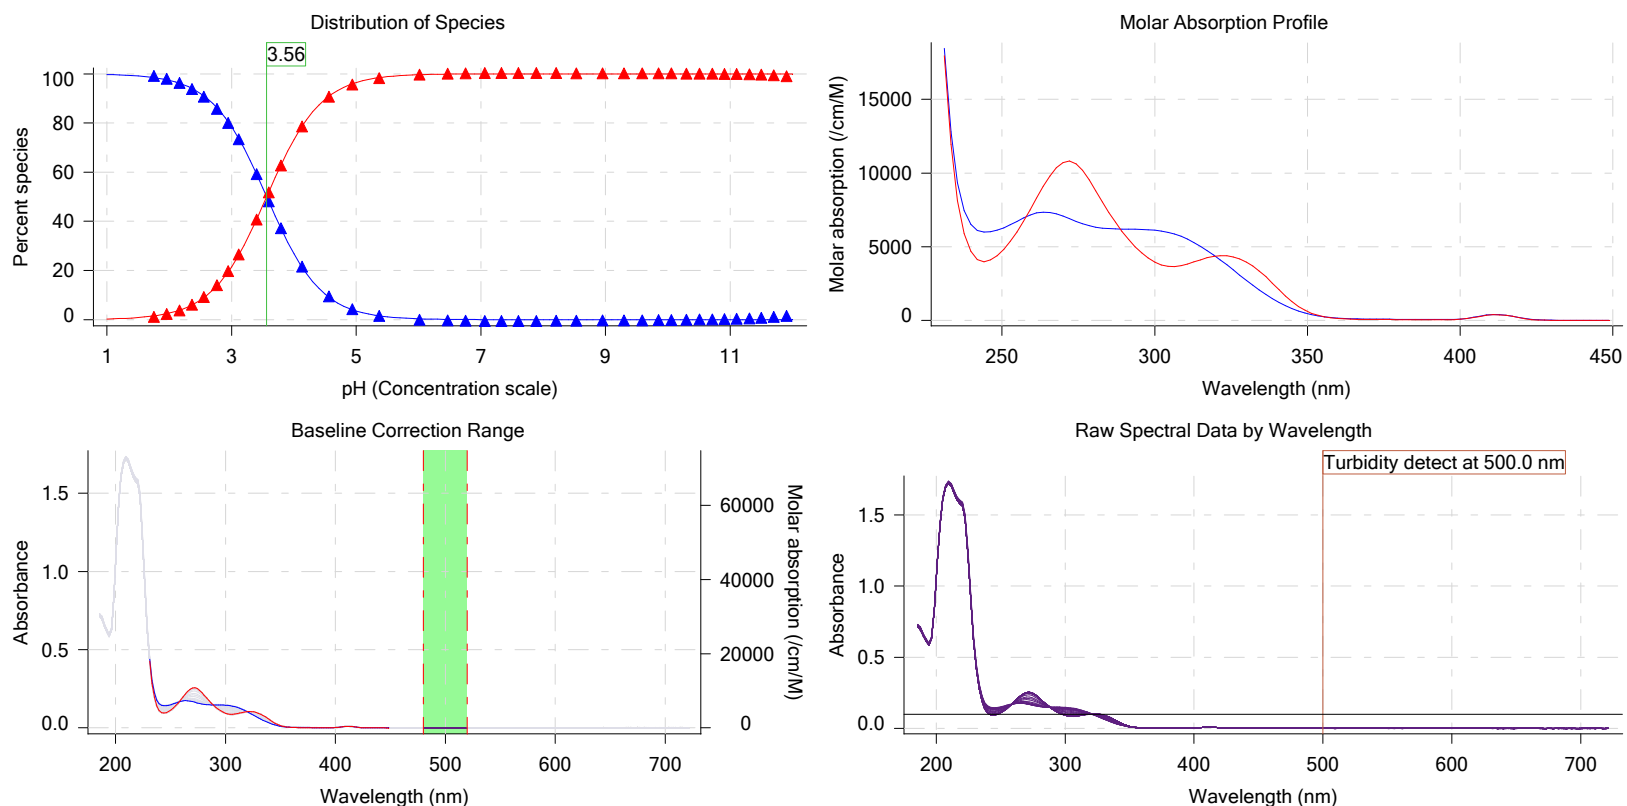 Distribution of Species
3.56
100
80
60
40
20
0
Percent species
1 3 5 7 9 11
pH (Concentration scale)
Molar Absorption Profile
15000
10000
5000
0
Molar absorption (/cm/M)
250 300 350 400 450
Wavelength (nm)
Baseline Correction Range
1.5
1.0
0.5
0.0
Absorbance
60000
40000
20000
0
Molar absorption (/cm/M)
200 300 400 500 600 700
Wavelength (nm)
Raw Spectral Data by Wavelength
Turbidity detect at 500.0 nm
1.5
1.0
0.5
0.0
Absorbance
200 300 400 500 600 700
Wavelength (nm)